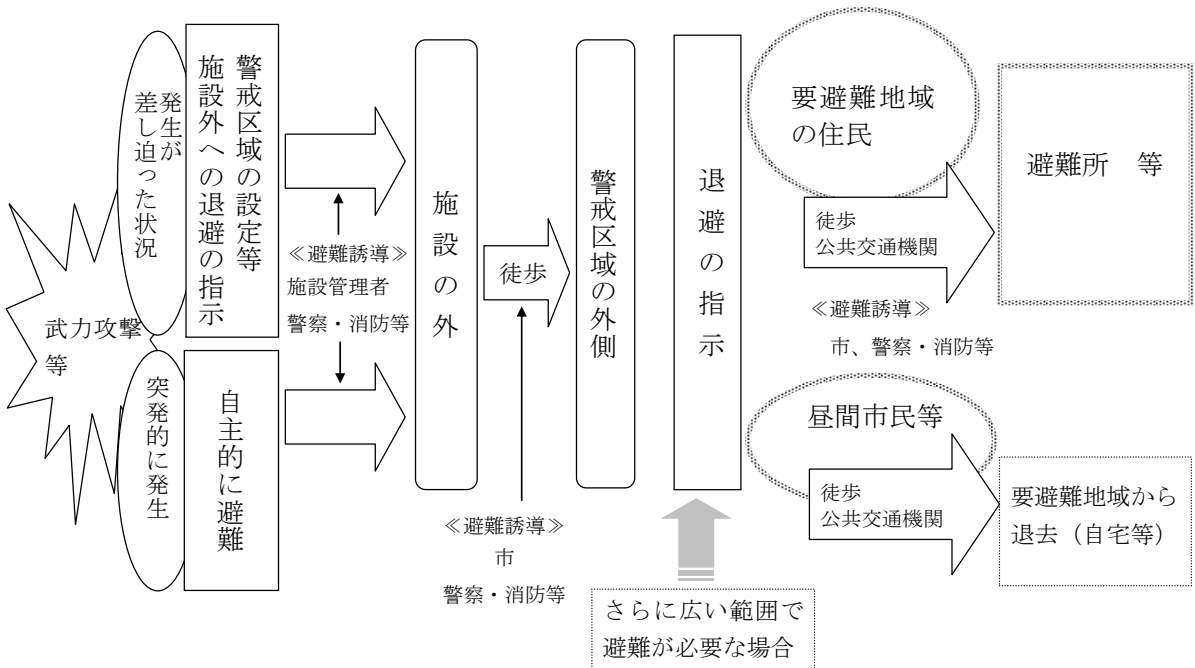 武力攻撃
等
発生が
差し迫った状況
警戒区域の設定等
施設外への退避の指示
突発的に発生
自主的に避難
≪避難誘導≫
施設管理者
警察・消防等
施設の外
徒歩
≪避難誘導≫
市
警察・消防等
警戒区域の外側
退避の指示
さらに広い範囲で
避難が必要な場合
要避難地域
の住民
徒歩
公共交通機関
≪避難誘導≫
市、警察・消防等
避難所　等
昼間市民等
徒歩
公共交通機関
要避難地域から
退去（自宅等）